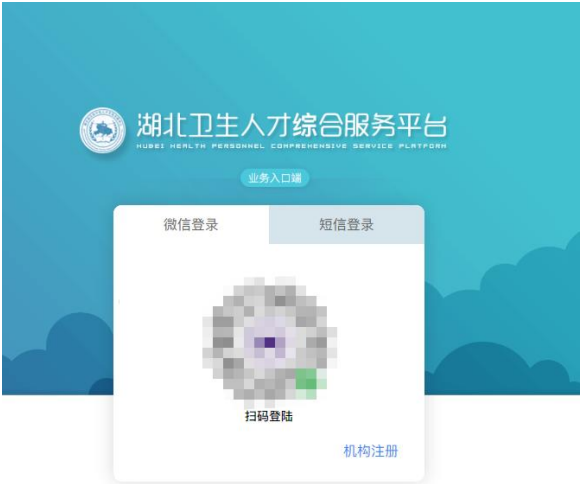 湖北卫生人才综合服务平台
HUBEI HEALTH PERSONNEL COMPREHENSIVE SERVICE PLATFORM
业务入口端
微信登录
短信登录
扫码登陆
机构注册